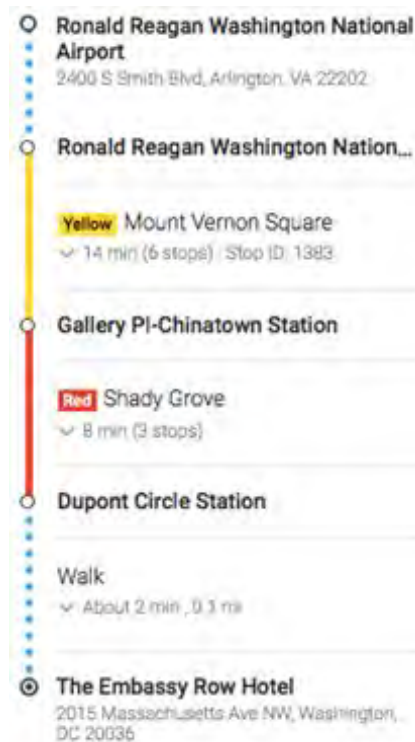 Ronald Reagan Washington National
Airport
2400 S Smith Blvd, Arlington, VA 22202
Ronald Reagan Washington Nation...
Yellow Mount Vernon Square
14 min (6 stops) Stop ID: 1383
Gallery Pl-Chinatown Station
Red Shady Grove
8 min (3 stops)
Dupont Circle Station
Walk
About 2 min , 0.1 mi
The Embassy Row Hotel
2015 Massachusetts Ave NW, Washington,
DC 20036